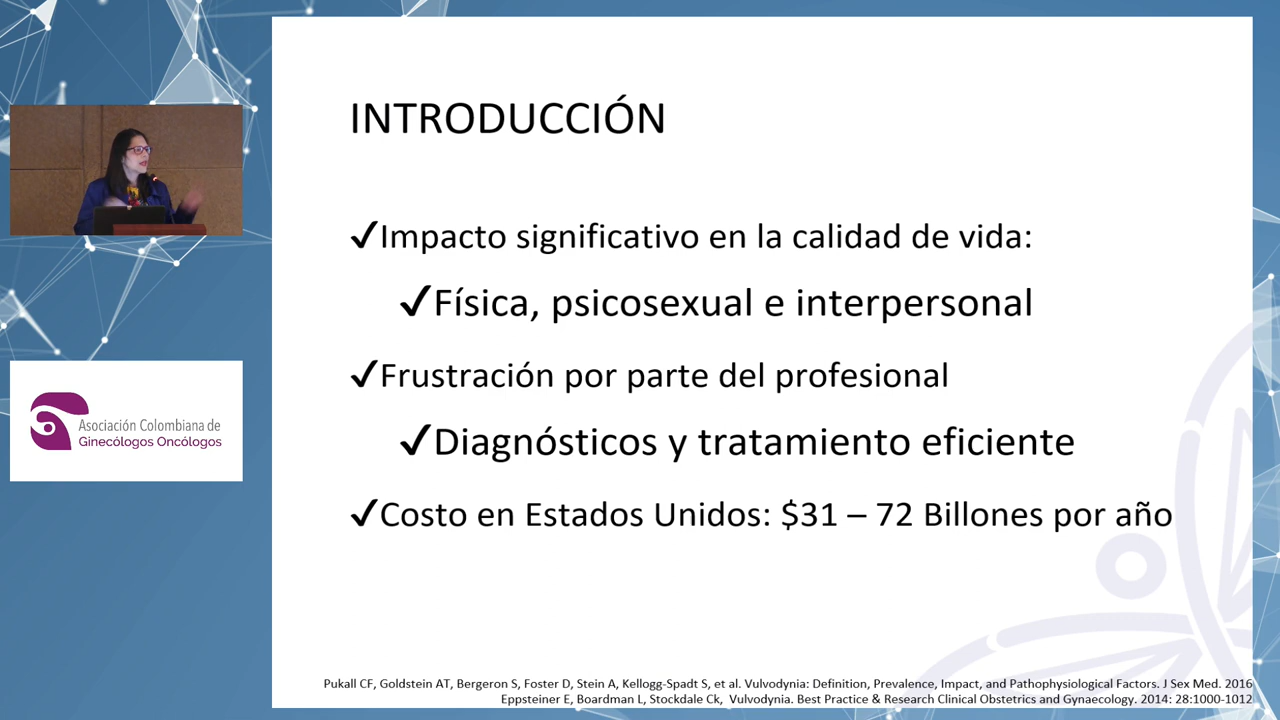 INTRODUCCIÓN
✓Impacto significativo en la calidad de vida:
✓Física, psicosexual e interpersonal
✓Frustración por parte del profesional
✓Diagnósticos y tratamiento eficiente
✓Costo en Estados Unidos: $31 – 72 Billones por año
Asociación Colombiana de
Ginecólogos Oncólogos
Pukall CF, Goldstein AT, Bergeron S, Foster D, Stein A, Kellogg-Spadt S, et al. Vulvodynia: Definition, Prevalence, Impact, and Pathophysiological Factors. J Sex Med. 2016
Eppsteiner E, Boardman L, Stockdale Ck, Vulvodynia. Best Practice & Research Clinical Obstetrics and Gynaecology. 2014: 28:1000-1012